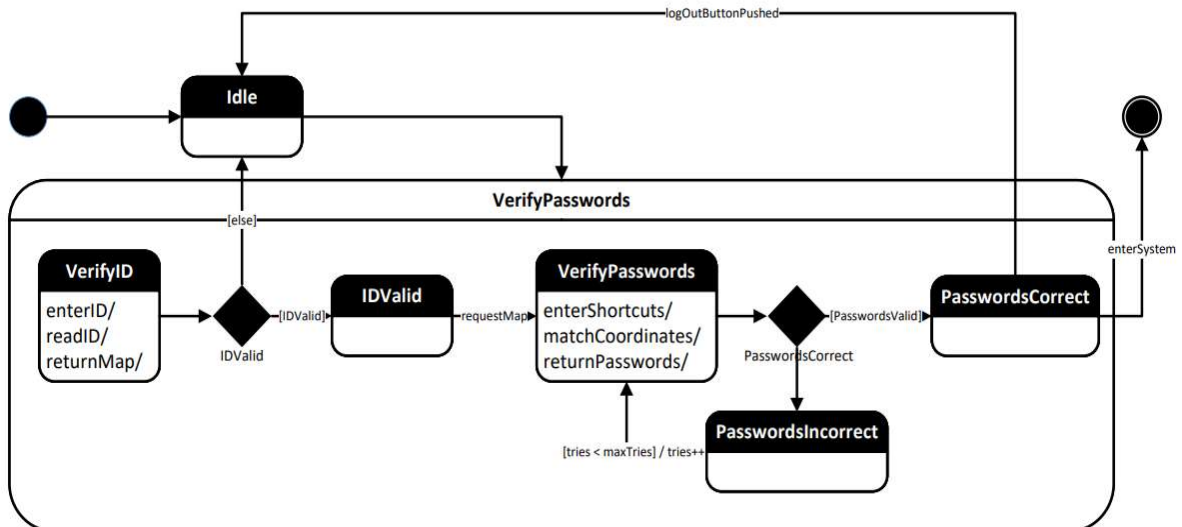 logOutButtonPushed
Idle
VerifyPasswords
[else]
enterSystem
VerifyID
enterID/
readID/
returnMap/
IDValid
[IDValid]
IDValid
requestMap
VerifyPasswords
enterShortcuts/
matchCoordinates/
returnPasswords/
PasswordsCorrect
[PasswordsValid]
PasswordsCorrect
PasswordsIncorrect
[tries < maxTries] / tries++